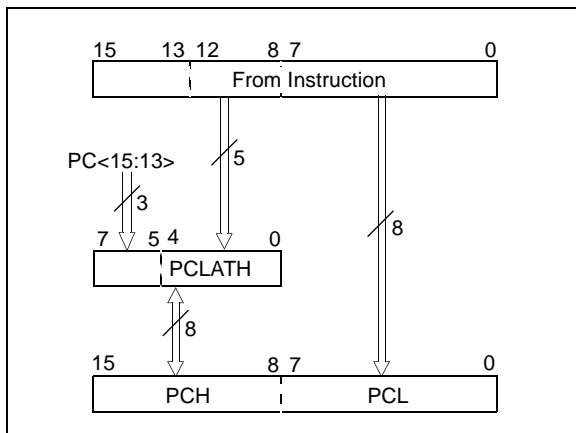 15 13 12 8 7 0
From Instruction
5
PC<15:13>
3
7 5 4 0
8
PCLATH
8
15 8 7 0
PCH PCL